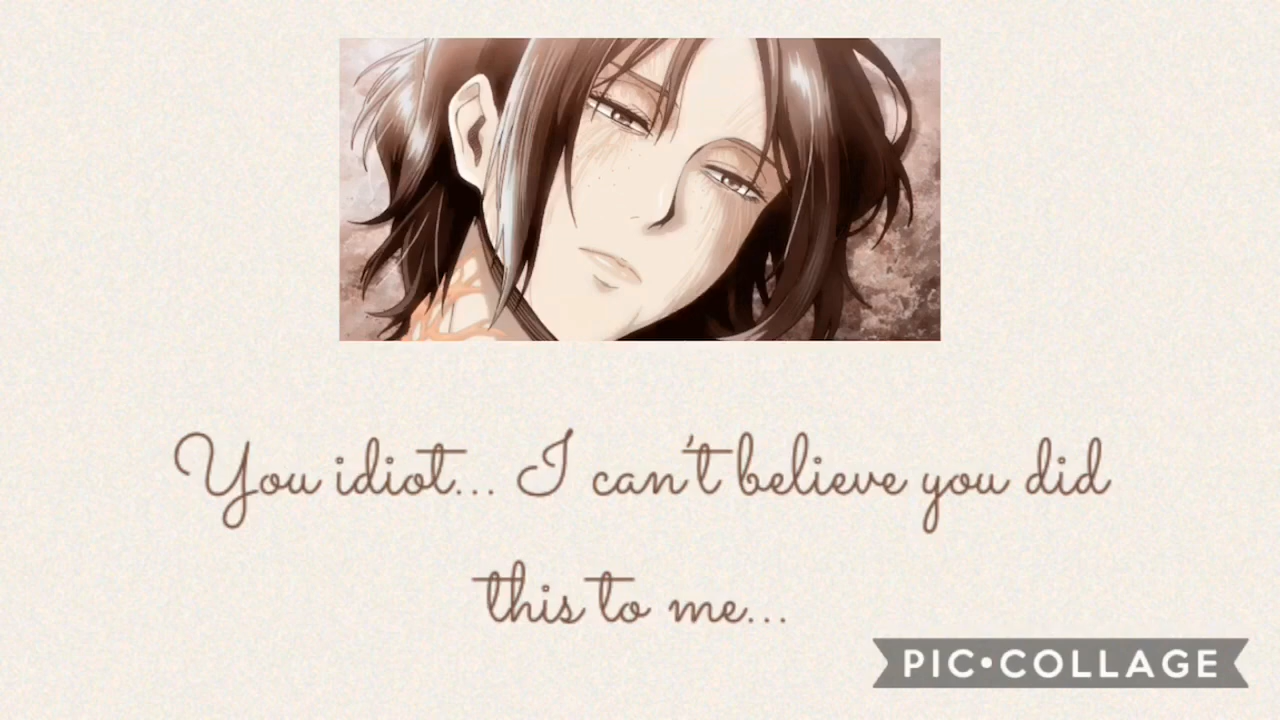 You idiot... I can't believe you did
this to me...
PIC•COLLAGE